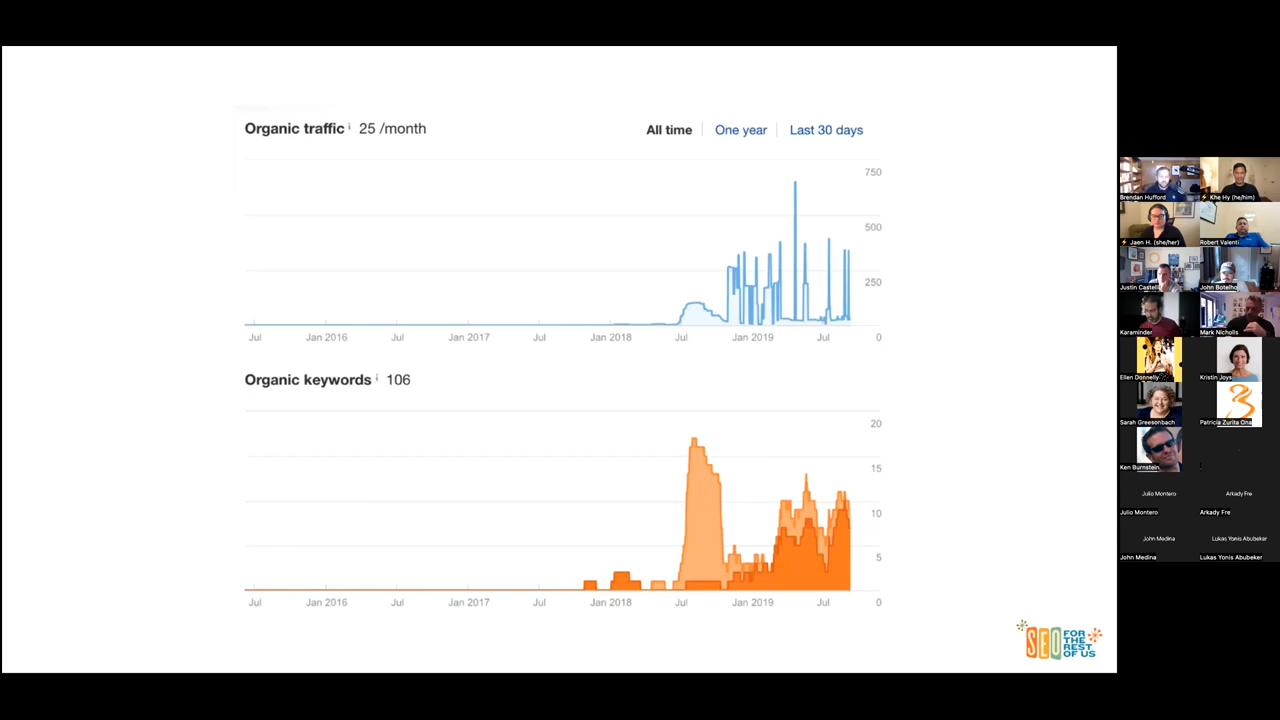 Organic traffic i 25 /month
All time One year Last 30 days
750
500
250
0
Jul Jan 2016 Jul Jan 2017 Jul Jan 2018 Jul Jan 2019 Jul
Organic keywords i 106
20
15
10
5
0
Jul Jan 2016 Jul Jan 2017 Jul Jan 2018 Jul Jan 2019 Jul
SEO FOR
THE
REST
OF US
Brendan Hufford
Khe Hy (he/him)
Jaen H. (she/her)
Robert Valenti
Justin Castelli
John Botelho
Karaminder
Mark Nicholls
Ellen Donnelly
Kristin Joys
Sarah Greesonbach
Patricia Zurita Ona
Ken Burnstein
Julio Montero
Arkady Fre
Julio Montero
Arkady Fre
John Medina
Lukas Yonis Abubeker
John Medina
Lukas Yonis Abubeker